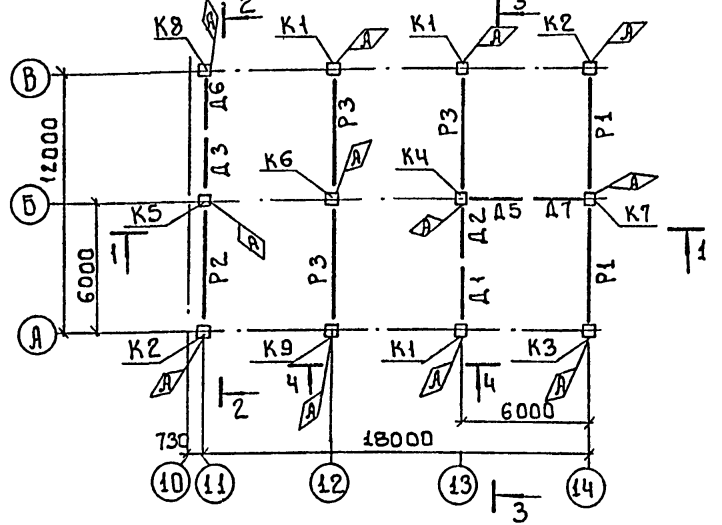 2 3
К8 К1 К1 К2
А А А А
В
Д6 Р3 Р3 Р1
12000
Д3 К6 А К4
Б
К5 А А Д2 Д5 Д7 А К7
1 1
6000 Р2 Р3 Д1 Р1
А
К2 К9 К1 К3
А А А А
2 4 4
6000
730 18000
10 11 12 13 14
3